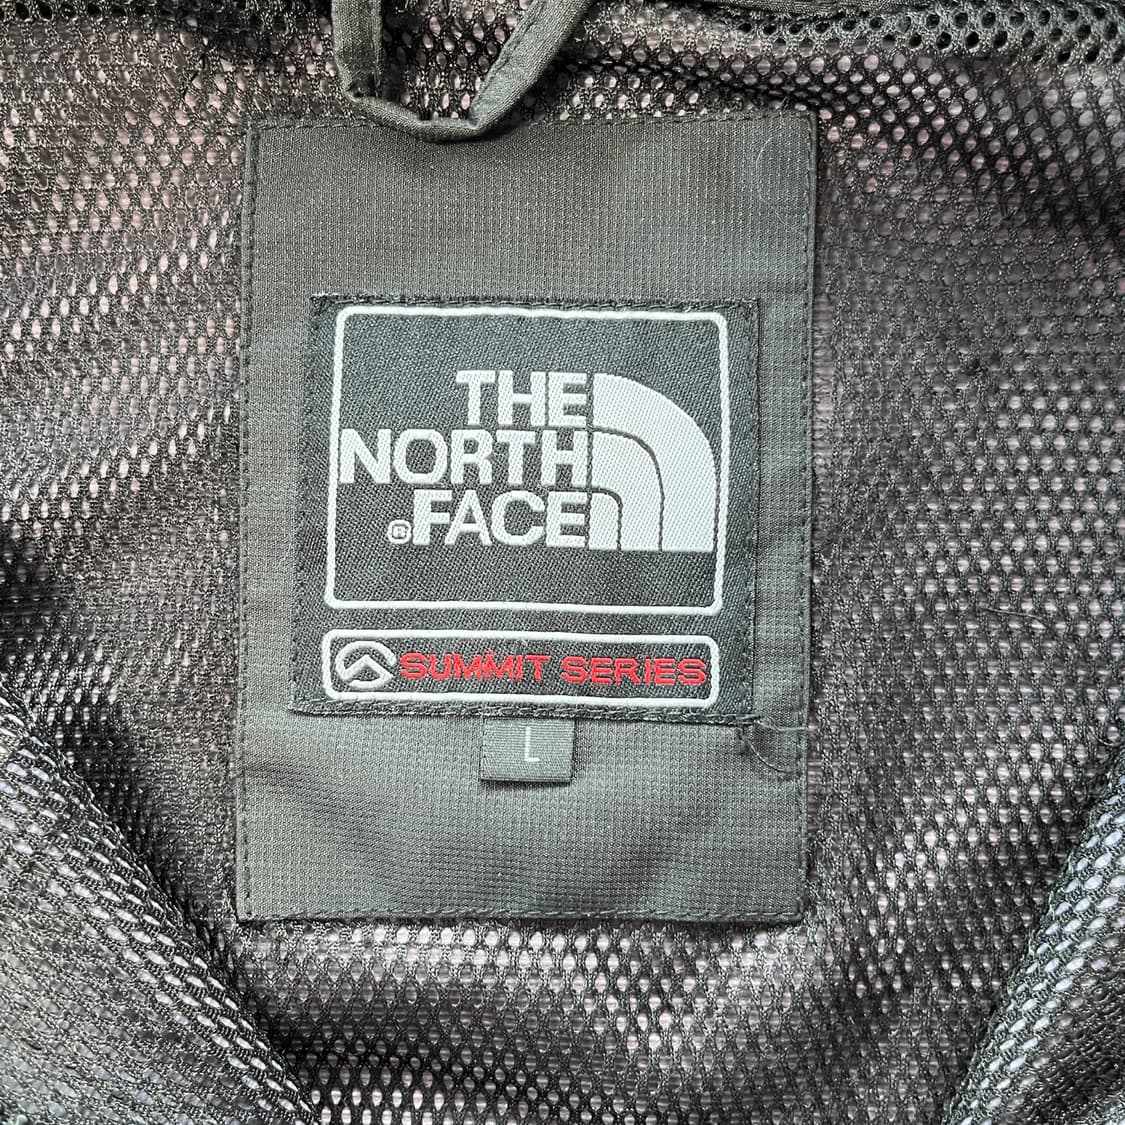 THE
NORTH
®FACE
SUMMIT SERIES
L